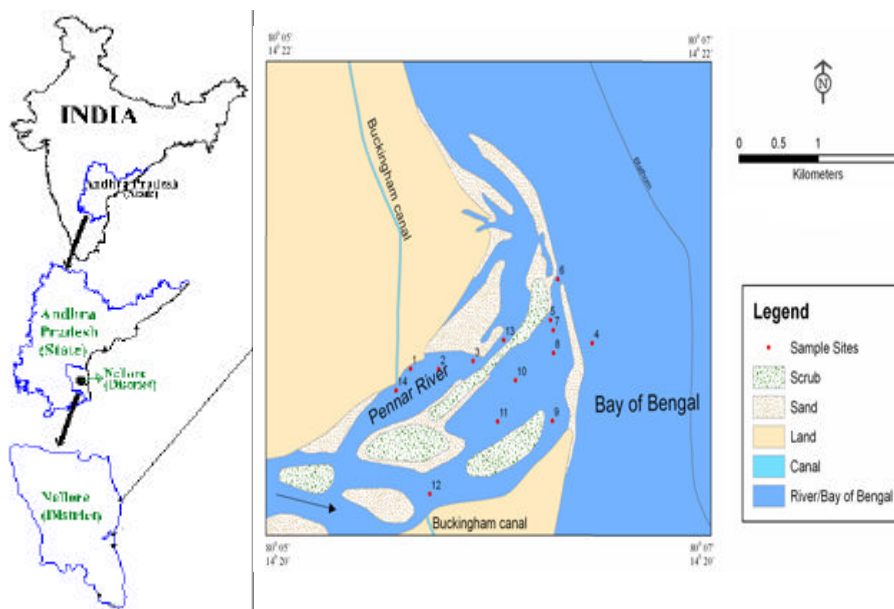 INDIA
Andhra Pradesh
(State)
Andhra
Pradesh
(State)
Nellore
(District)
Nellore
(District)
80° 05'
14° 22'
80° 07'
14° 22'
Buckingham canal
Pennar River
Bay of Bengal
Buckingham canal
6
5
7
4
13
8
3
1
2
10
14
11
9
12
80° 05'
14° 20'
80° 07'
14° 20'
N
0 0.5 1
Kilometers
Legend
Sample Sites
Scrub
Sand
Land
Canal
River/Bay of Bengal